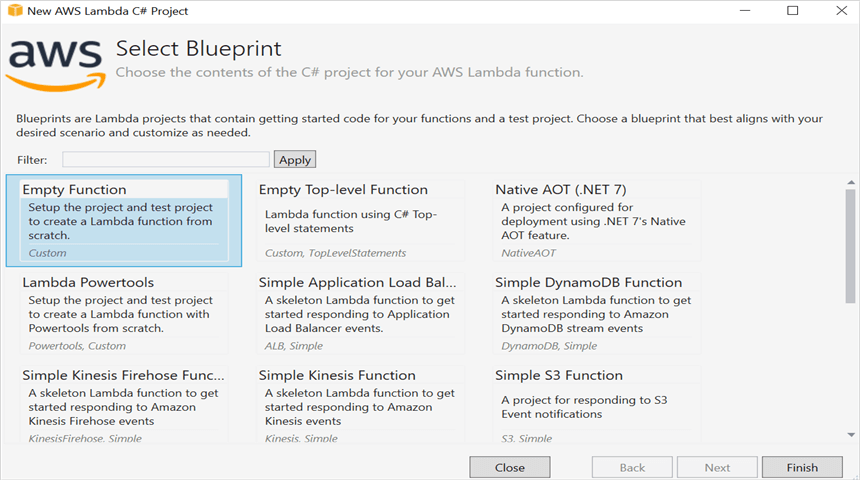 New AWS Lambda C# Project
aws
Select Blueprint
Choose the contents of the C# project for your AWS Lambda function.
Blueprints are Lambda projects that contain getting started code for your functions and a test project. Choose a blueprint that best aligns with your
desired scenario and customize as needed.
Filter:
Apply
Empty Function
Setup the project and test project
to create a Lambda function from
scratch.
Custom
Empty Top-level Function
Lambda function using C# Top-
level statements
Custom, TopLevelStatements
Native AOT (.NET 7)
A project configured for
deployment using .NET 7's Native
AOT feature.
NativeAOT
Lambda Powertools
Setup the project and test project
to create a Lambda function with
Powertools from scratch.
Powertools, Custom
Simple Application Load Bal...
A skeleton Lambda function to get
started responding to Application
Load Balancer events.
ALB, Simple
Simple DynamoDB Function
A skeleton Lambda function to get
started responding to Amazon
DynamoDB stream events
DynamoDB, Simple
Simple Kinesis Firehose Func...
A skeleton Lambda function to get
started responding to Amazon
Kinesis Firehose events
KinesisFirehose, Simple
Simple Kinesis Function
A skeleton Lambda function to get
started responding to Amazon
Kinesis events
Kinesis, Simple
Simple S3 Function
A project for responding to S3
Event notifications
S3, Simple
Close
Back
Next
Finish